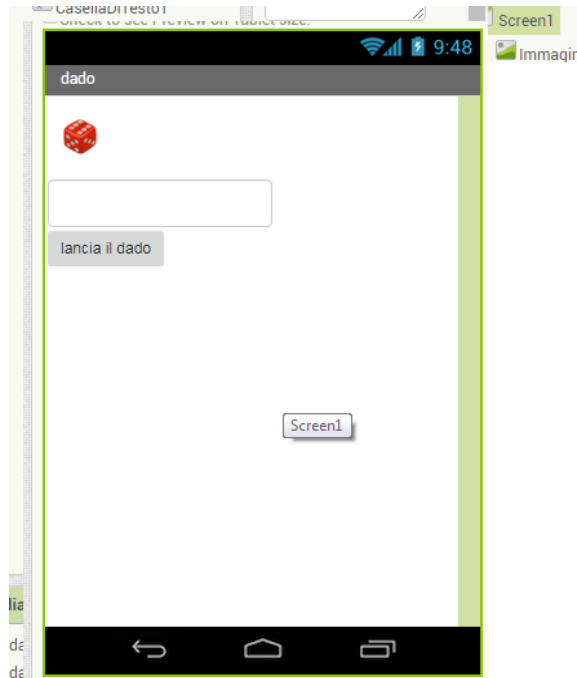 CasellaDiTesto1
Check to see Preview on Tablet size.
Screen1
9:48
Immagin
dado
lancia il dado
Screen1
lia
da
da